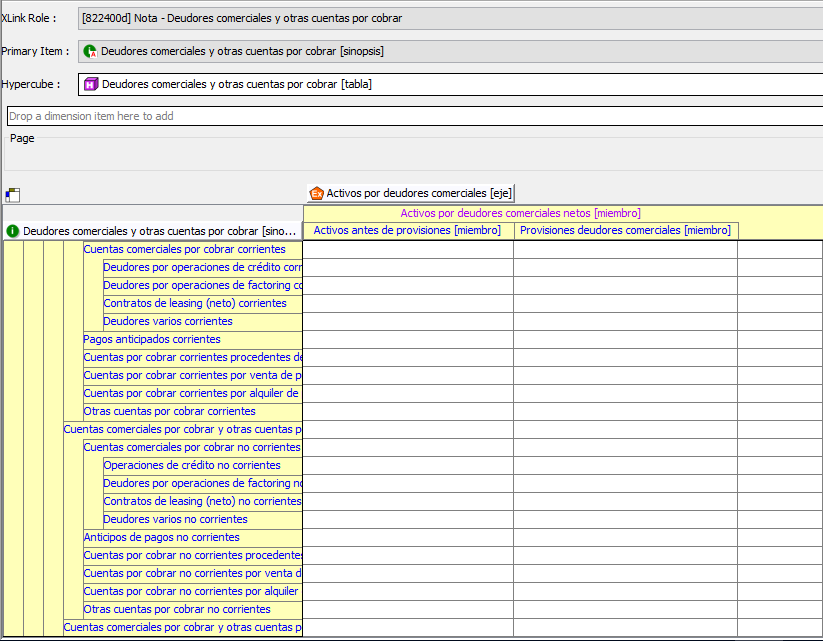 XLink Role : [822400d] Nota - Deudores comerciales y otras cuentas por cobrar
Primary Item : Deudores comerciales y otras cuentas por cobrar [sinopsis]
Hypercube : Deudores comerciales y otras cuentas por cobrar [tabla]
Drop a dimension item here to add
Page
Activos por deudores comerciales [eje]
Activos por deudores comerciales netos [miembro]
Deudores comerciales y otras cuentas por cobrar [sino... Activos antes de provisiones [miembro] Provisiones deudores comerciales [miembro]
Cuentas comerciales por cobrar corrientes
Deudores por operaciones de crédito corr
Deudores por operaciones de factoring co
Contratos de leasing (neto) corrientes
Deudores varios corrientes
Pagos anticipados corrientes
Cuentas por cobrar corrientes procedentes de
Cuentas por cobrar corrientes por venta de p
Cuentas por cobrar corrientes por alquiler de
Otras cuentas por cobrar corrientes
Cuentas comerciales por cobrar y otras cuentas p
Cuentas comerciales por cobrar no corrientes
Operaciones de crédito no corrientes
Deudores por operaciones de factoring no
Contratos de leasing (neto) no corrientes
Deudores varios no corrientes
Anticipos de pagos no corrientes
Cuentas por cobrar no corrientes procedentes
Cuentas por cobrar no corrientes por venta d
Cuentas por cobrar no corrientes por alquiler
Otras cuentas por cobrar no corrientes
Cuentas comerciales por cobrar y otras cuentas p